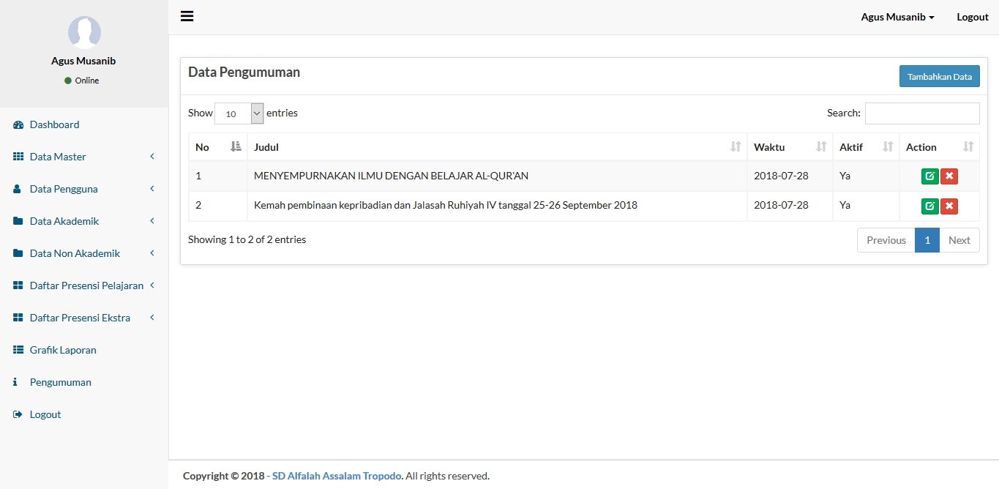 Agus Musanib
Online
Dashboard
Data Master
Data Pengguna
Data Akademik
Data Non Akademik
Daftar Presensi Pelajaran
Daftar Presensi Ekstra
Grafik Laporan
Pengumuman
Logout
Agus Musanib Logout
Data Pengumuman Tambahkan Data
Show 10 entries Search:
No Judul Waktu Aktif Action
1 MENYEMPURNAKAN ILMU DENGAN BELAJAR AL-QUR'AN 2018-07-28 Ya
2 Kemah pembinaan kepribadian dan Jalasah Ruhiyah IV tanggal 25-26 September 2018 2018-07-28 Ya
Showing 1 to 2 of 2 entries Previous 1 Next
Copyright © 2018 - SD Alfalah Assalam Tropodo. All rights reserved.